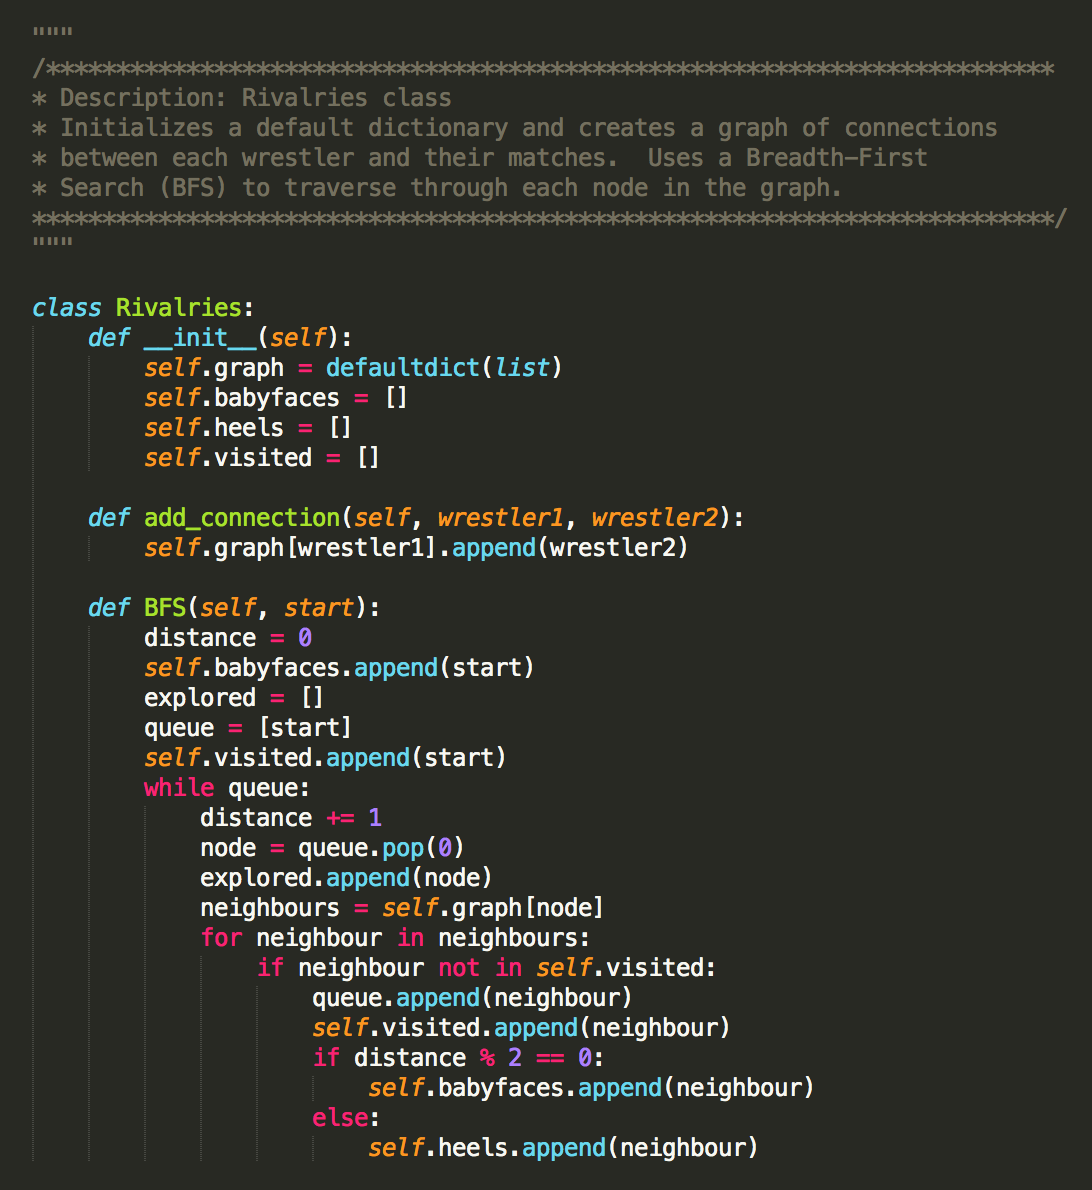 """
/************************************************************************
* Description: Rivalries class
* Initializes a default dictionary and creates a graph of connections
* between each wrestler and their matches.  Uses a Breadth-First
* Search (BFS) to traverse through each node in the graph.
*************************************************************************/
"""
class Rivalries:
    def __init__(self):
        self.graph = defaultdict(list)
        self.babyfaces = []
        self.heels = []
        self.visited = []
    def add_connection(self, wrestler1, wrestler2):
        self.graph[wrestler1].append(wrestler2)
    def BFS(self, start):
        distance = 0
        self.babyfaces.append(start)
        explored = []
        queue = [start]
        self.visited.append(start)
        while queue:
            distance += 1
            node = queue.pop(0)
            explored.append(node)
            neighbours = self.graph[node]
            for neighbour in neighbours:
                if neighbour not in self.visited:
                    queue.append(neighbour)
                    self.visited.append(neighbour)
                    if distance % 2 == 0:
                        self.babyfaces.append(neighbour)
                    else:
                        self.heels.append(neighbour)